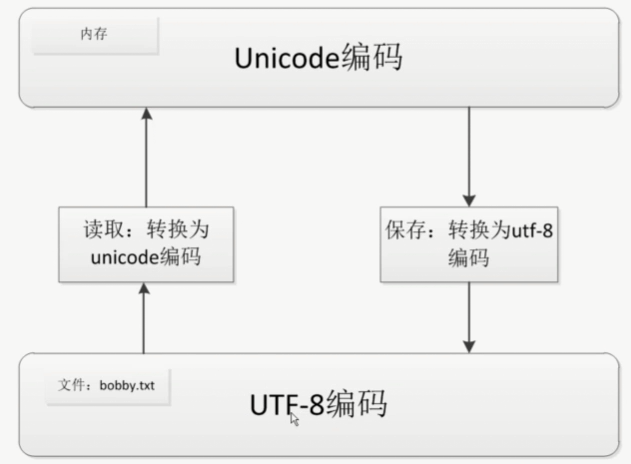 内存
Unicode编码
读取：转换为
unicode编码
保存：转换为utf-8
编码
文件：bobby.txt
UTF-8编码